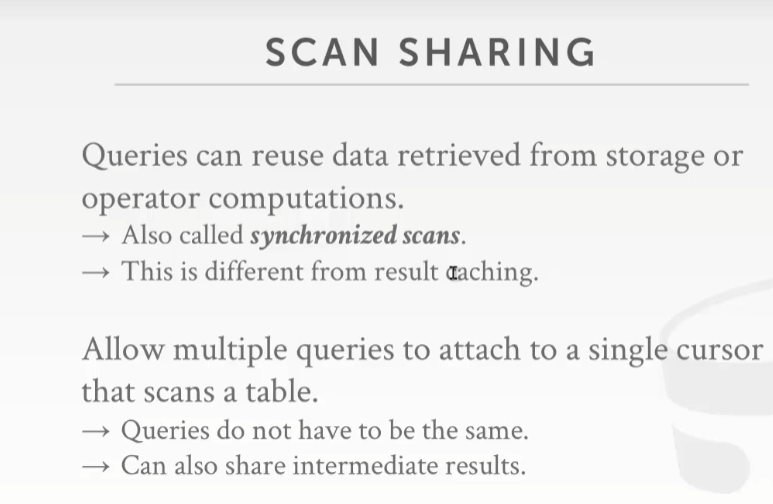 SCAN SHARING
Queries can reuse data retrieved from storage or
operator computations.
→ Also called synchronized scans.
→ This is different from result caching.
Allow multiple queries to attach to a single cursor
that scans a table.
→ Queries do not have to be the same.
→ Can also share intermediate results.